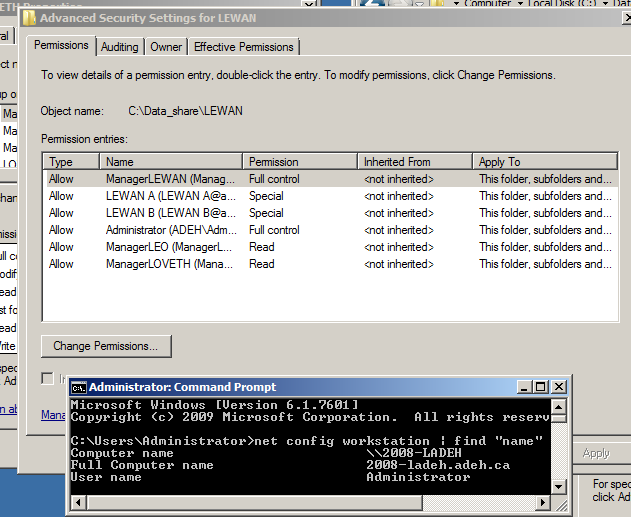 ETH Properties
Advanced Security Settings for LEWAN
Computer Local Disk (C:)
Permissions Auditing Owner Effective Permissions
To view details of a permission entry, double-click the entry. To modify permissions, click Change Permissions.
Object name: C:\Data_share\LEWAN
Permission entries:
Type Name Permission Inherited From Apply To
Allow ManagerLEWAN (Manag... Full control <not inherited> This folder, subfolders and...
Allow LEWAN A (LEWAN A@a... Special <not inherited> This folder, subfolders and...
Allow LEWAN B (LEWAN B@a... Special <not inherited> This folder, subfolders and...
Allow Administrator (ADEH\Adm... Full control <not inherited> This folder, subfolders and...
Allow ManagerLEO (ManagerL... Read <not inherited> This folder, subfolders and...
Allow ManagerLOVETH (Mana... Read <not inherited> This folder, subfolders and...
Change Permissions...
Mana
Administrator: Command Prompt
Microsoft Windows [Version 6.1.7601]
Copyright (c) 2009 Microsoft Corporation. All rights reserv
C:\Users\Administrator>net config workstation | find "name"
Computer name \\2008-LADEH
Full Computer name 2008-ladeh.adeh.ca
User name Administrator
Apply
For spec
click Ad